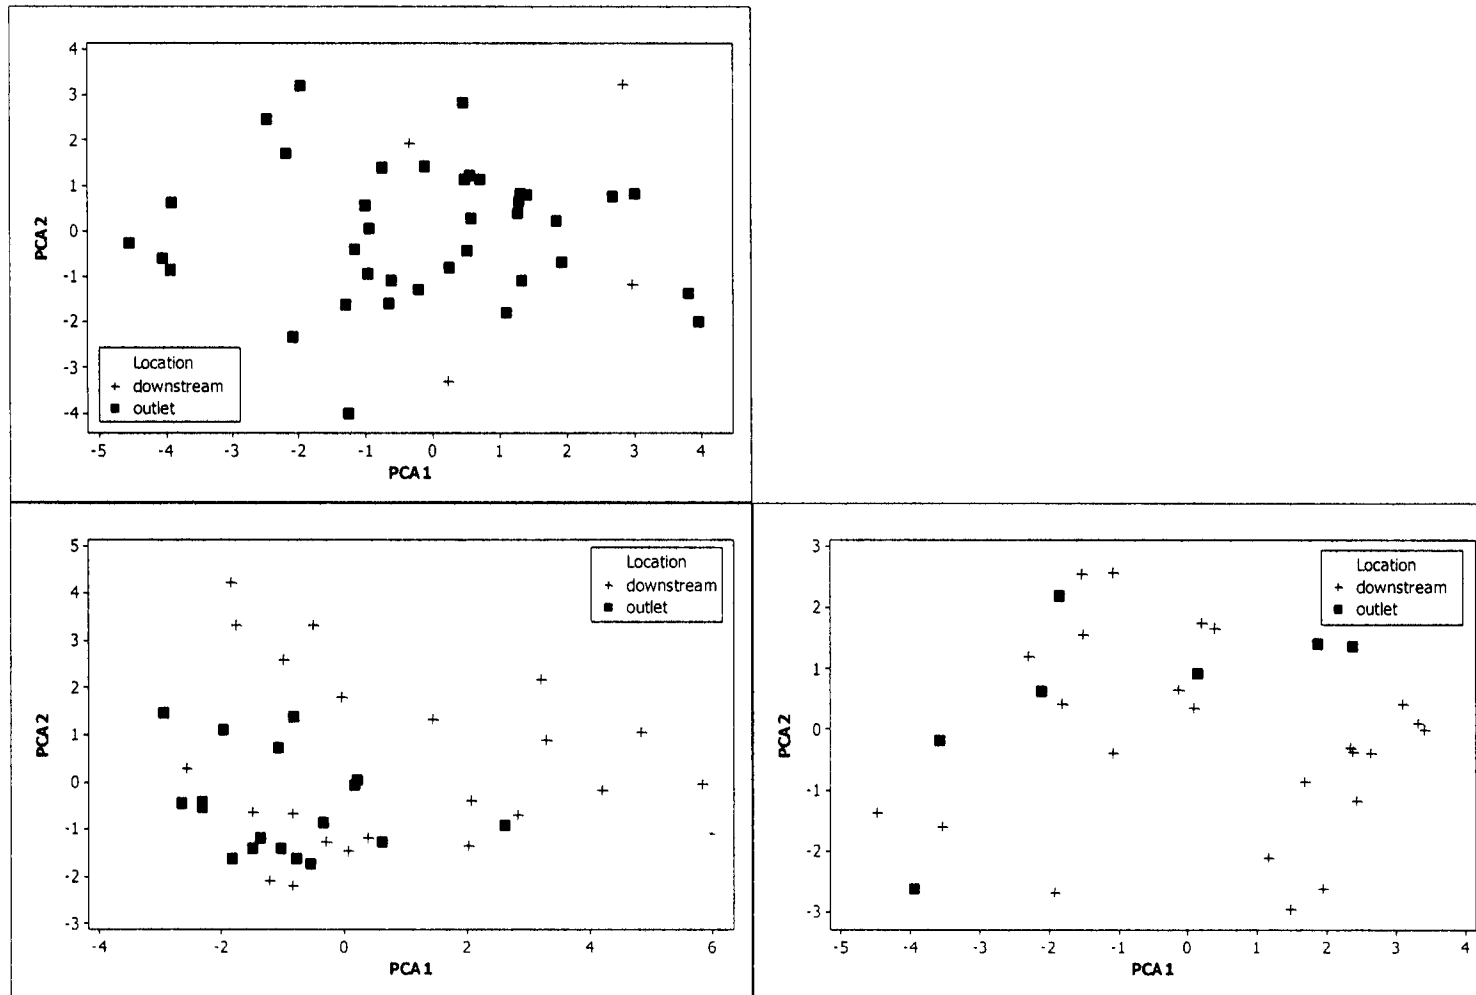 4
3
2
1
0
-1
-2
-3
-4
PCA 2
Location
+ downstream
■ outlet
-5 -4 -3 -2 -1 0 1 2 3 4
PCA 1
5
4
3
2
1
0
-1
-2
-3
PCA 2
Location
+ downstream
■ outlet
-4 -2 0 2 4 6
PCA 1
3
2
1
0
-1
-2
-3
PCA 2
Location
+ downstream
■ outlet
-5 -4 -3 -2 -1 0 1 2 3 4
PCA 1